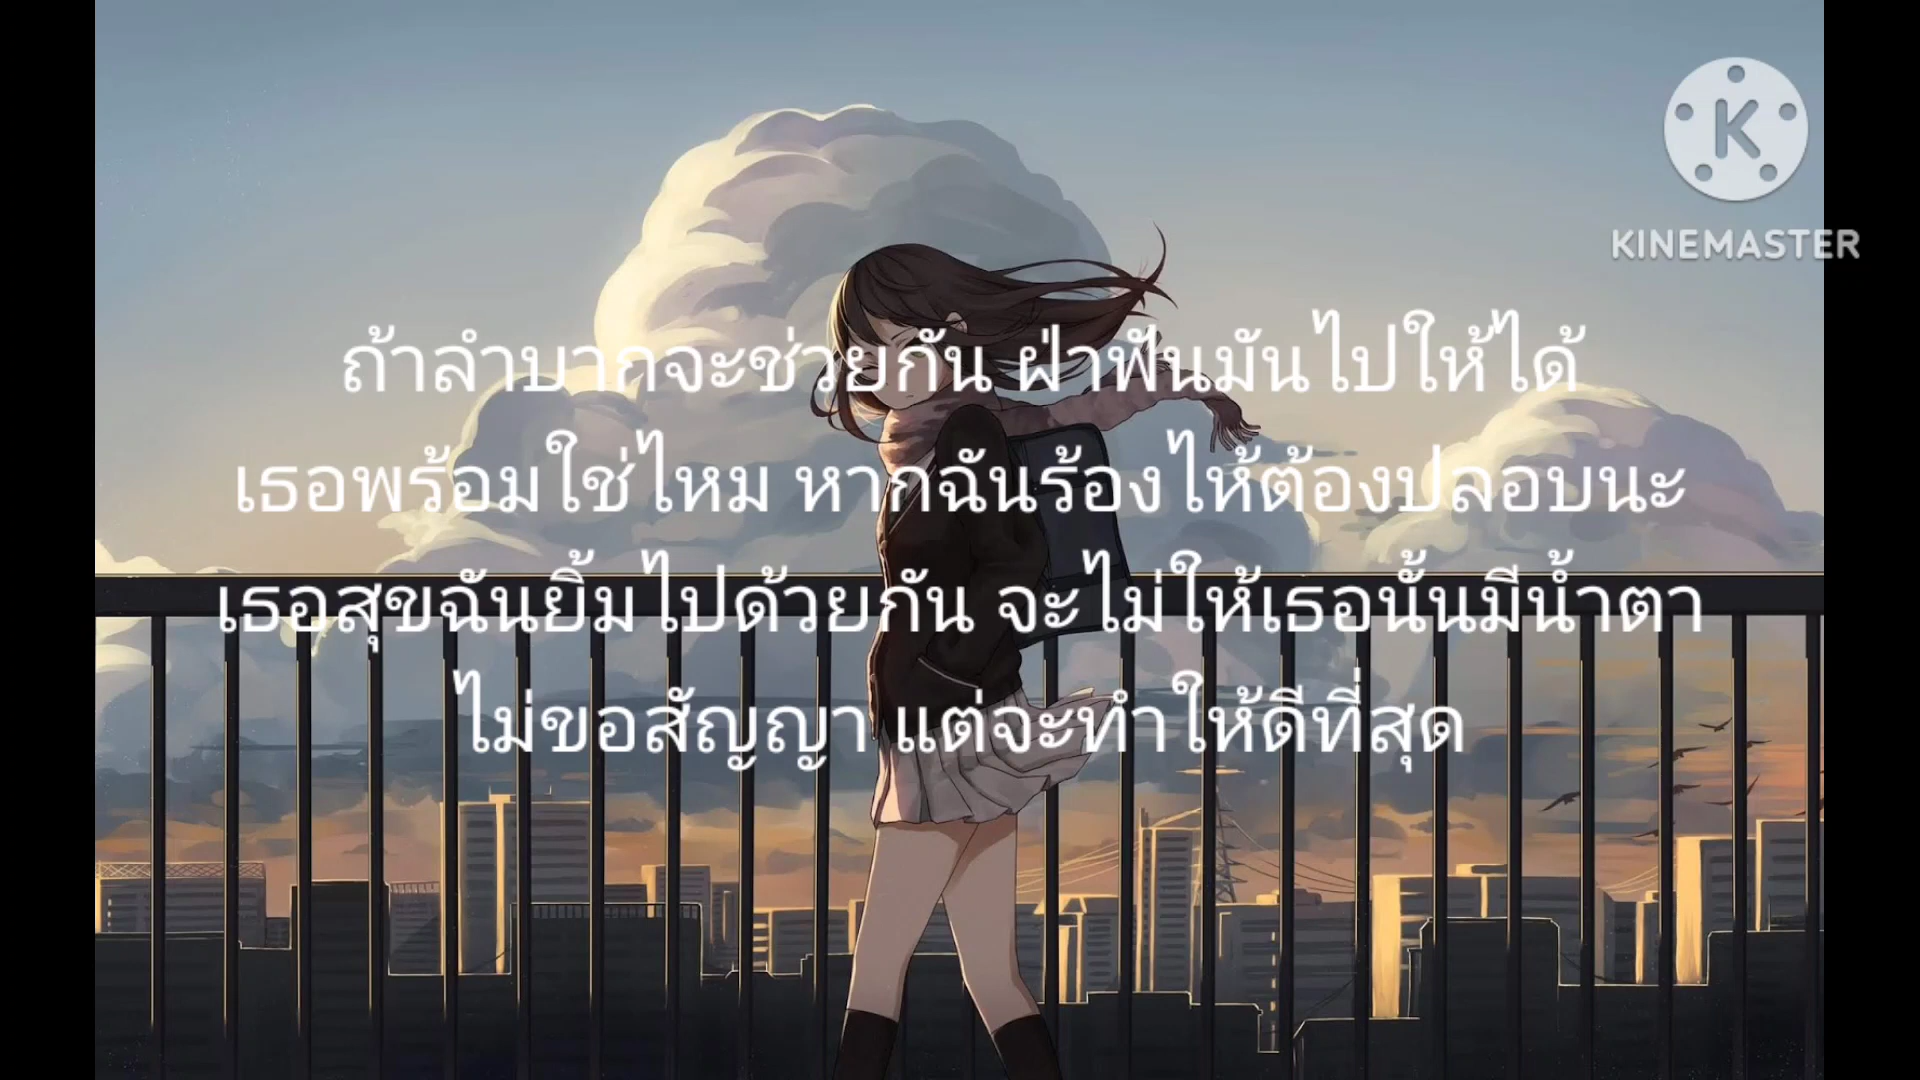 KINEMASTER
ถ้าลำบากจะช่วยกัน ฝ่าฟันมันไปให้ได้
เธอพร้อมใช่ไหม หากฉันร้องไห้ต้องปลอบนะ
เธอสุขฉันยิ้มไปด้วยกัน จะไม่ให้เธอนั้นมีน้ำตา
ไม่ขอสัญญา แต่จะทำให้ดีที่สุด